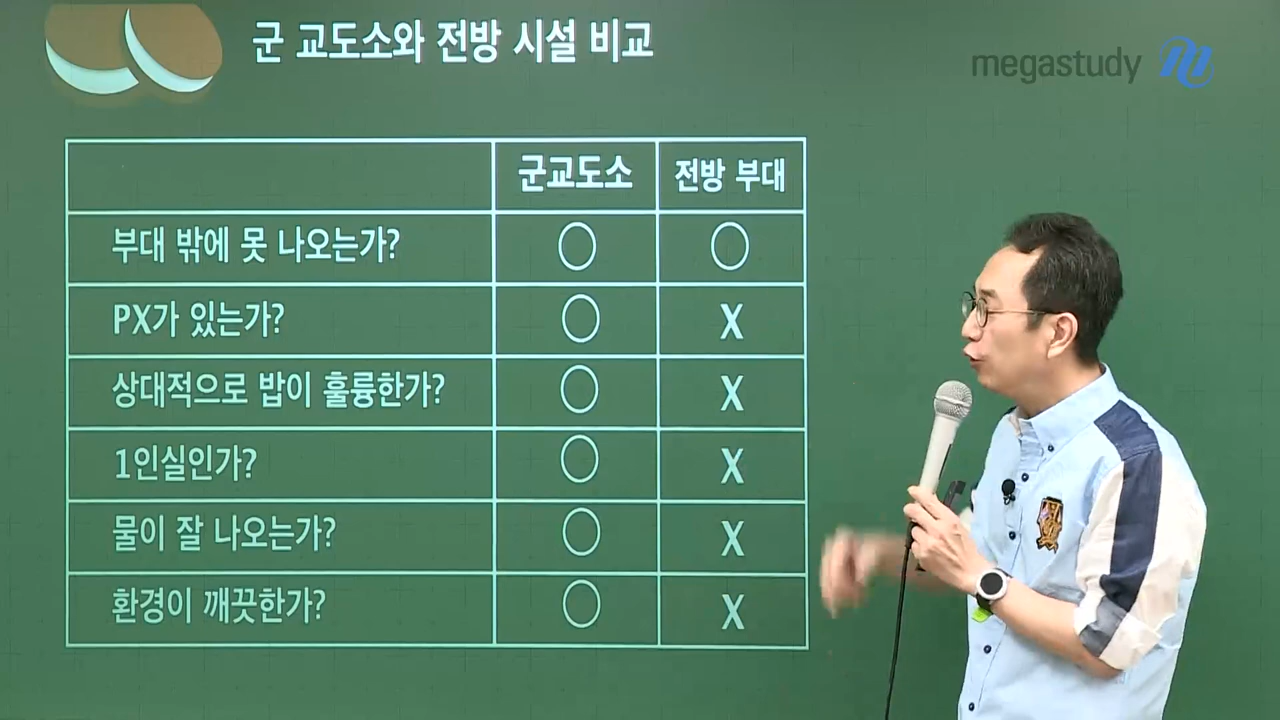 군 교도소와 전방 시설 비교
megastudy
군교도소 전방 부대
부대 밖에 못 나오는가? ○ ○
PX가 있는가? ○ X
상대적으로 밥이 훌륭한가? ○ X
1인실인가? ○ X
물이 잘 나오는가? ○ X
환경이 깨끗한가? ○ X